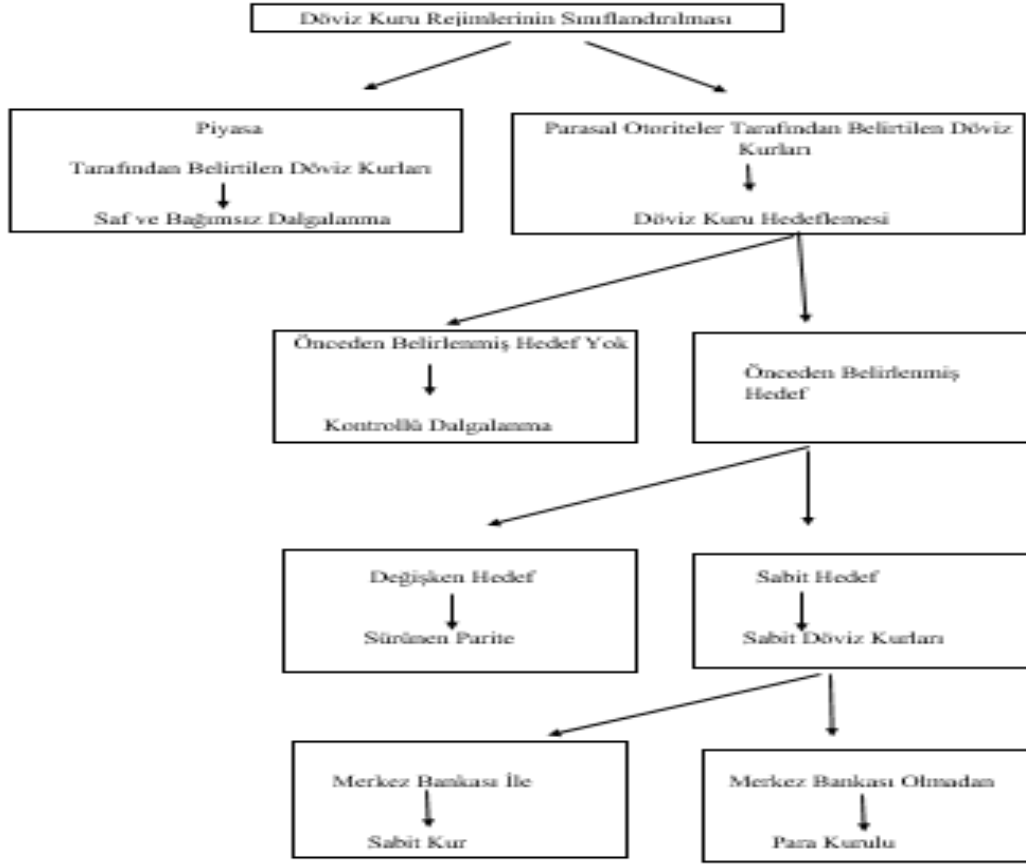 Döviz Kuru Rejimlerinin Sınıflandırılması
Piyasa
Tarafından Belirtilen Döviz Kurları
Saf ve Bağımsız Dalgalanma
Parasal Otoriteler Tarafından Belirtilen Döviz
Kurları
Döviz Kuru Hedeflemesi
Önceden Belirlenmiş Hedef Yok
Kontrollü Dalgalanma
Önceden Belirlenmiş
Hedef
Değişken Hedef
Sürünen Parite
Sabit Hedef
Sabit Döviz Kurları
Merkez Bankası İle
Sabit Kur
Merkez Bankası Olmadan
Para Kurulu